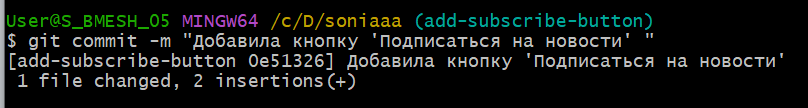 User@S_BMESH_05 MINGW64 /c/D/soniaaa (add-subscribe-button)
$ git commit -m "Добавила кнопку 'Подписаться на новости' "
[add-subscribe-button 0e51326] Добавила кнопку 'Подписаться на новости'
 1 file changed, 2 insertions(+)